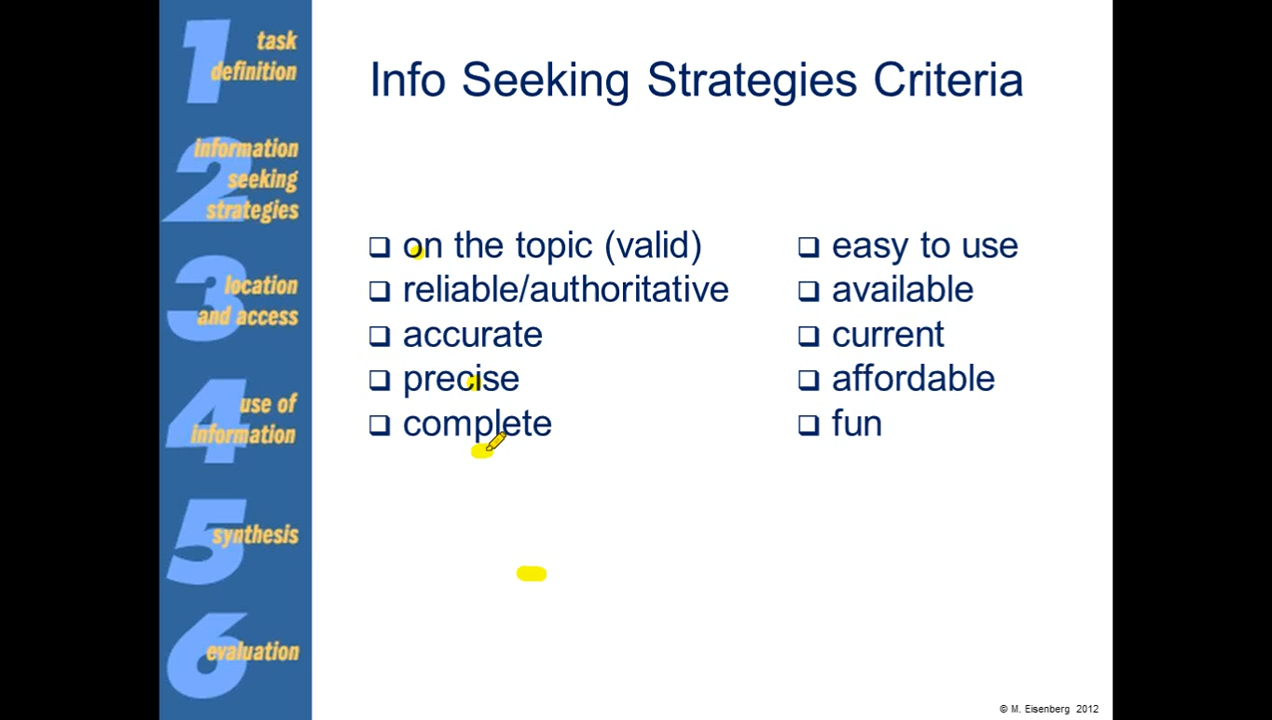 1
task
definition
2
information
seeking
strategies
3
location
and access
4
use of
information
5
synthesis
6
evaluation
Info Seeking Strategies Criteria
❑ on the topic (valid)
❑ reliable/authoritative
❑ accurate
❑ precise
❑ complete
❑ easy to use
❑ available
❑ current
❑ affordable
❑ fun
© M. Eisenberg 2012